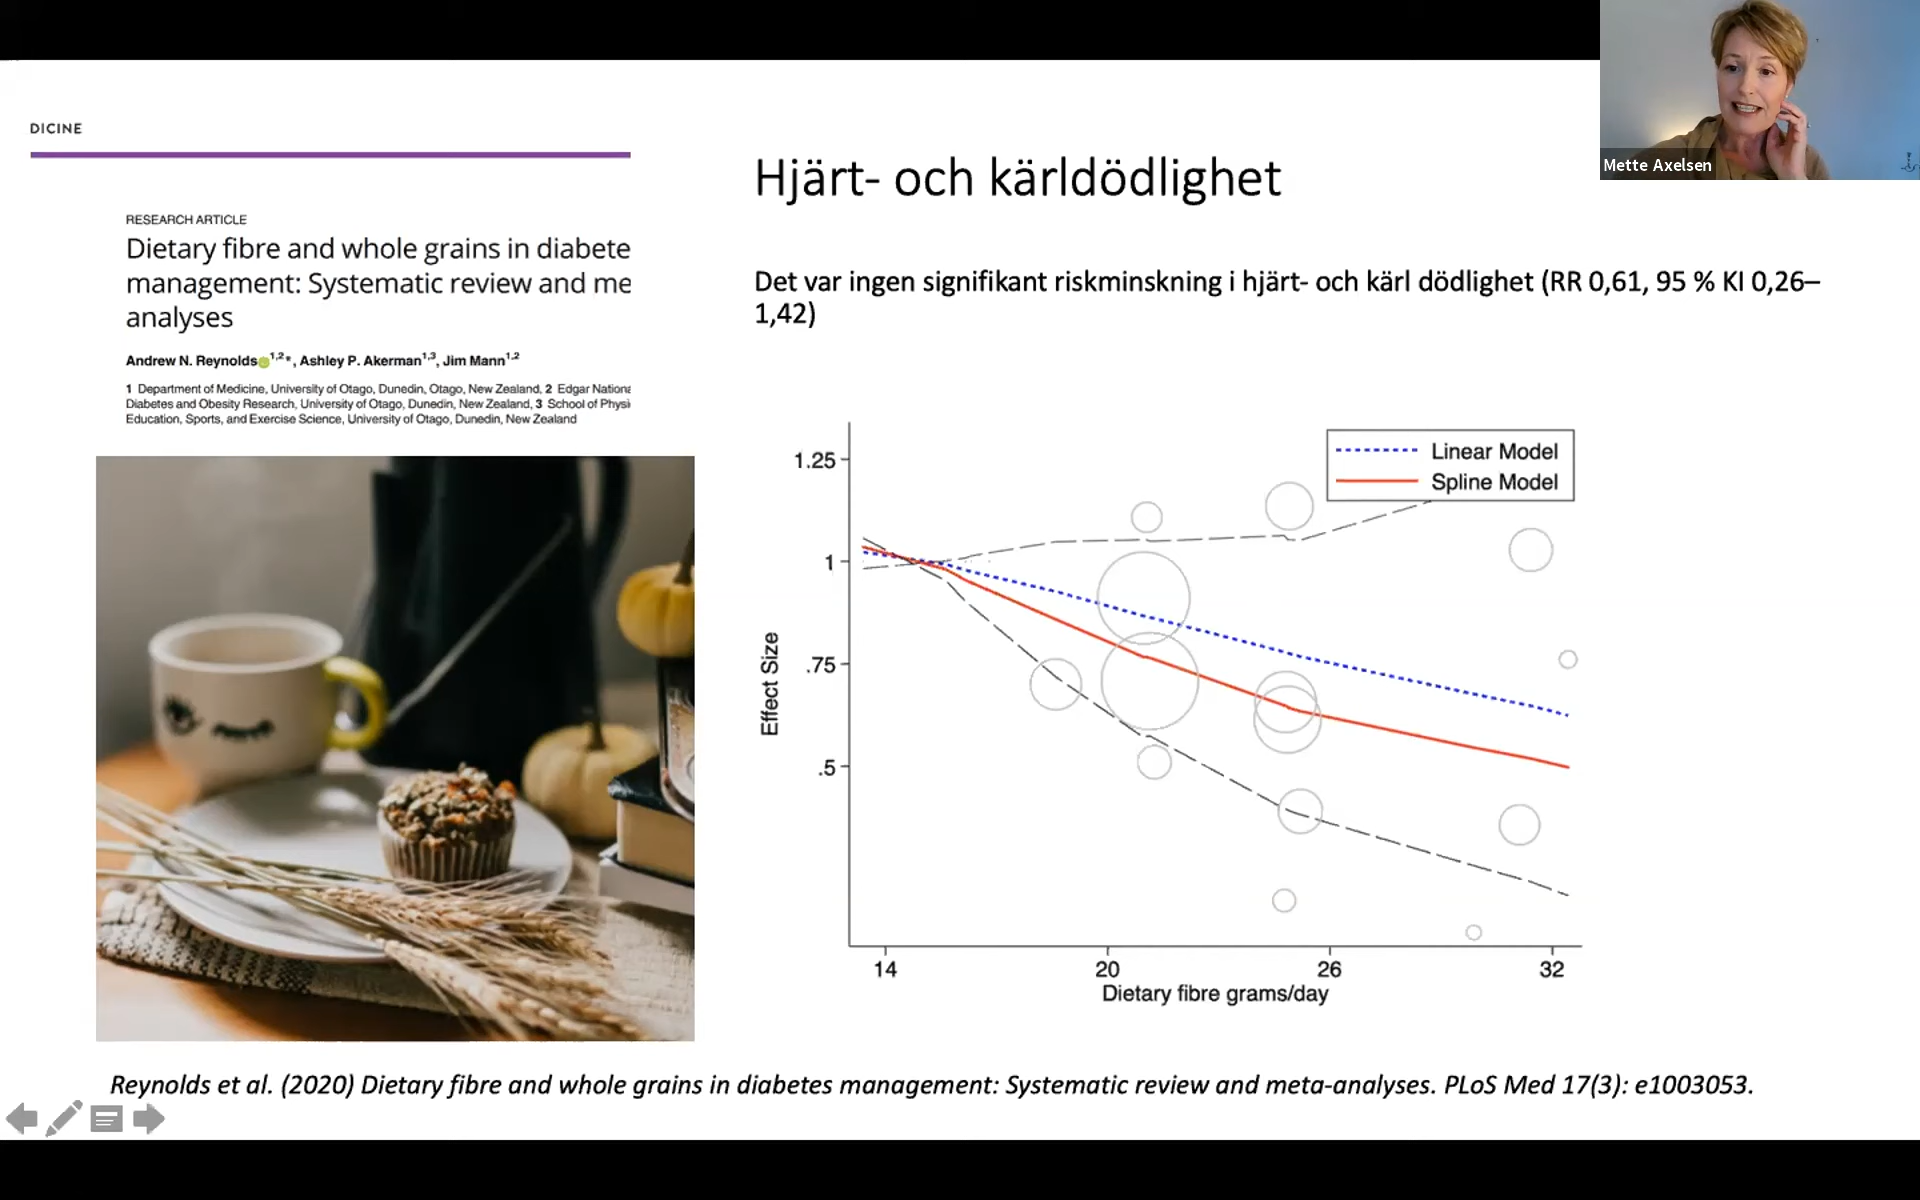 Mette Axelsen
DICINE
RESEARCH ARTICLE
Dietary fibre and whole grains in diabete
management: Systematic review and me
analyses
Andrew N. Reynolds 1,2*, Ashley P. Akerman1,3, Jim Mann1,2
1 Department of Medicine, University of Otago, Dunedin, Otago, New Zealand, 2 Edgar Nationa
Diabetes and Obesity Research, University of Otago, Dunedin, New Zealand, 3 School of Physi
Education, Sports, and Exercise Science, University of Otago, Dunedin, New Zealand
Hjärt- och kärldödlighet
Det var ingen signifikant riskminskning i hjärt- och kärl dödlighet (RR 0,61, 95 % KI 0,26–
1,42)
Linear Model
Spline Model
1.25
1
.75
.5
Effect Size
14 20 26 32
Dietary fibre grams/day
Reynolds et al. (2020) Dietary fibre and whole grains in diabetes management: Systematic review and meta-analyses. PLoS Med 17(3): e1003053.